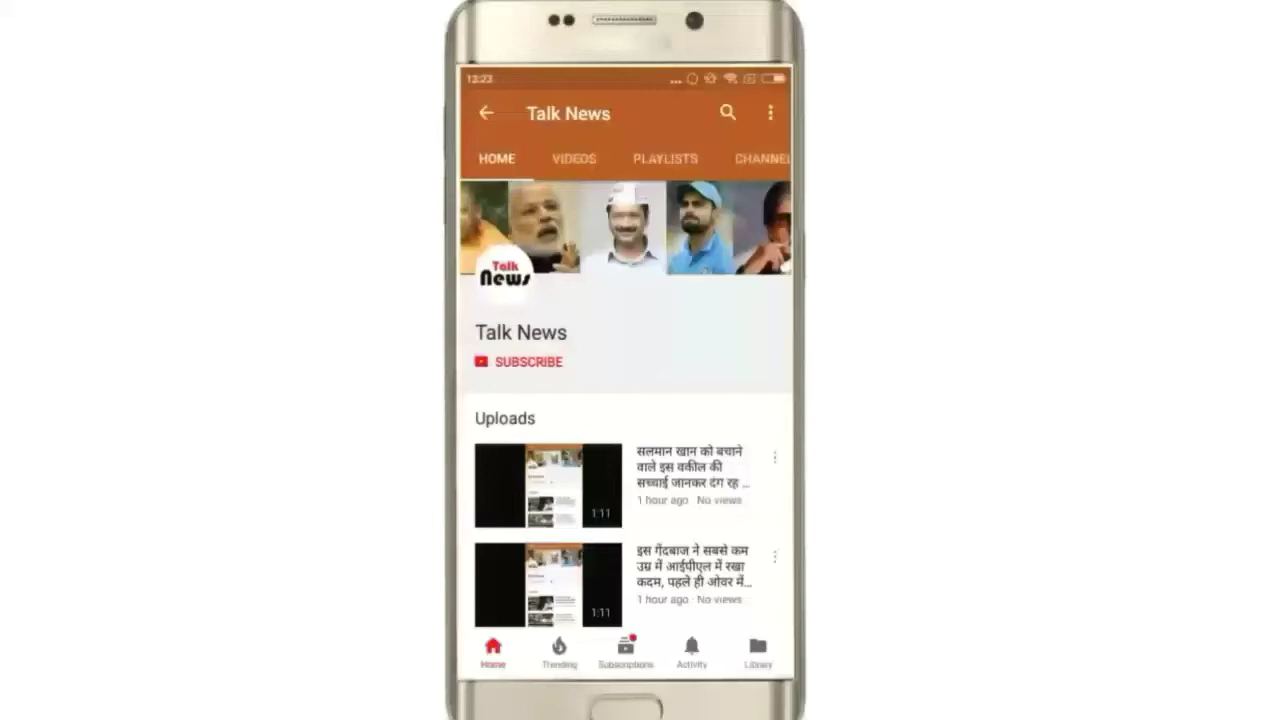 12:23
Talk News
HOME VIDEOS PLAYLISTS CHANNEL
Talk
News
Talk News
SUBSCRIBE
Uploads
सलमान खान को बचाने
वाले इस वकील की
सच्चाई जानकर दंग रह ...
1 hour ago · No views
1:11
इस गेंदबाज ने सबसे कम
उम्र में आईपीएल में रखा
कदम, पहले ही ओवर में...
1 hour ago · No views
1:11
Home Trending Subscriptions Activity Library